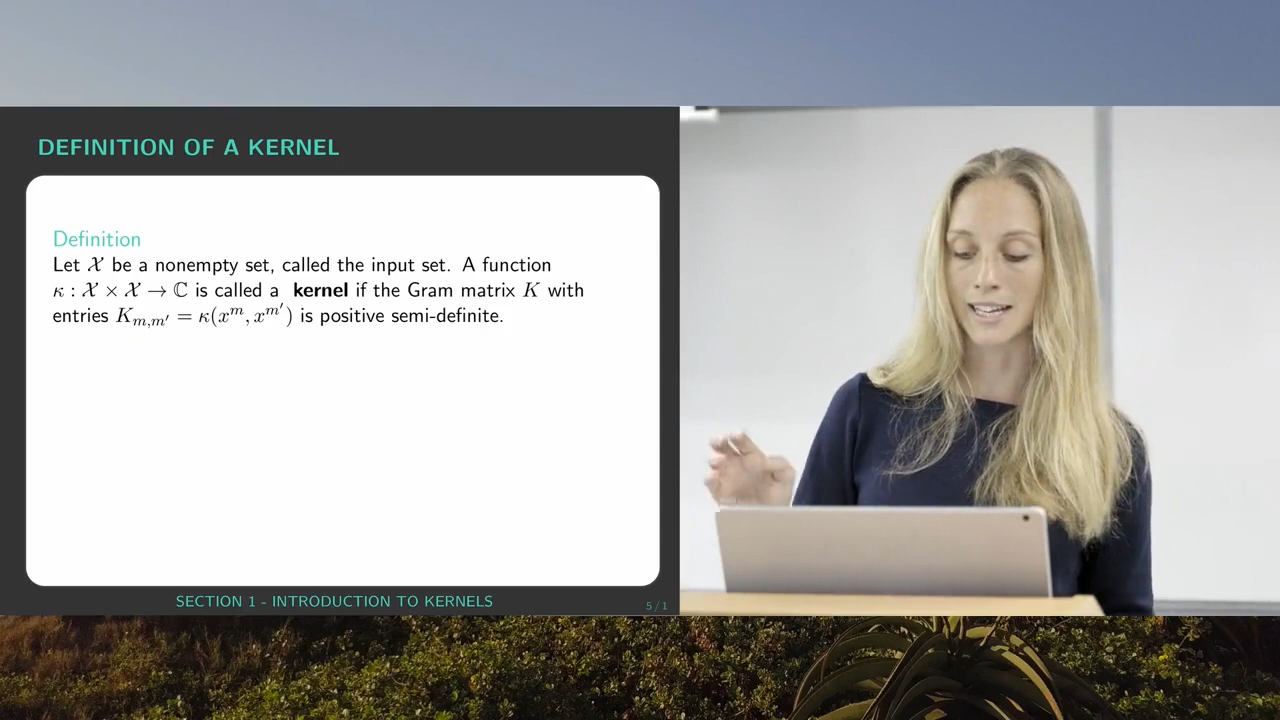 DEFINITION OF A KERNEL
Definition
Let 𝒳 be a nonempty set, called the input set. A function
κ : 𝒳 × 𝒳 → ℂ is called a kernel if the Gram matrix K with
entries K_{m,m′} = κ(x^m, x^{m′}) is positive semi-definite.
SECTION 1 - INTRODUCTION TO KERNELS
5 / 1